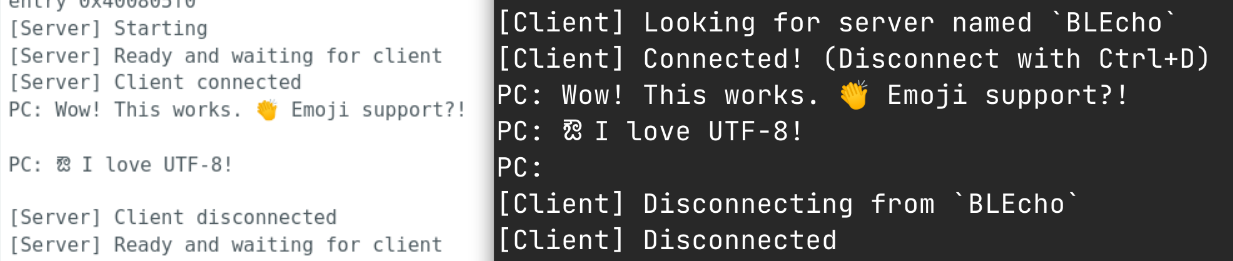 entry 0x400805f0
[Server] Starting
[Server] Ready and waiting for client
[Server] Client connected
PC: Wow! This works. 👏 Emoji support?!
PC: I love UTF-8!
[Server] Client disconnected
[Server] Ready and waiting for client
[Client] Looking for server named `BLEcho`
[Client] Connected! (Disconnect with Ctrl+D)
PC: Wow! This works. 👏 Emoji support?!
PC: I love UTF-8!
PC:
[Client] Disconnecting from `BLEcho`
[Client] Disconnected